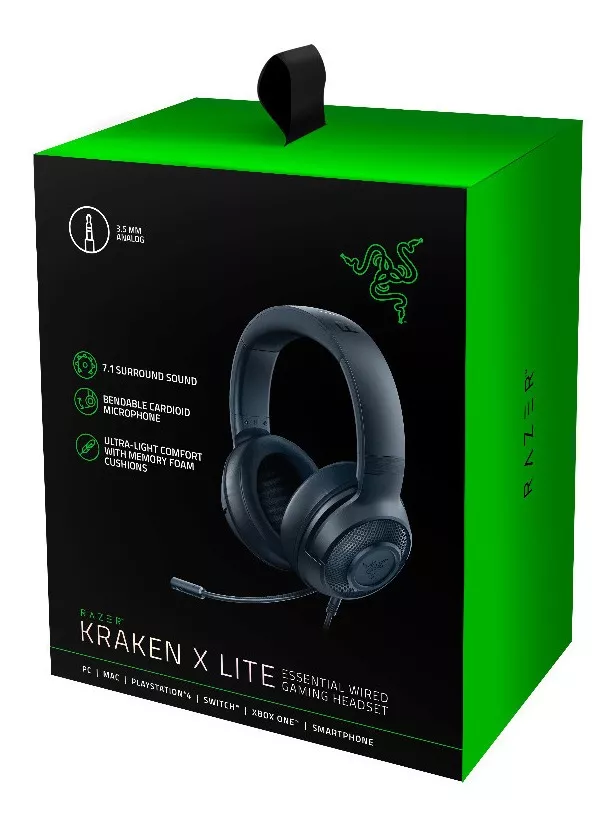 3.5 MM
ANALOG
7.1 SURROUND SOUND
BENDABLE CARDIOID
MICROPHONE
ULTRA-LIGHT COMFORT
WITH MEMORY FOAM
CUSHIONS
RAZER™
KRAKEN X LITE
ESSENTIAL WIRED
GAMING HEADSET
PC | MAC | PLAYSTATION®4 | SWITCH™ | XBOX ONE™ | SMARTPHONE
RAZER